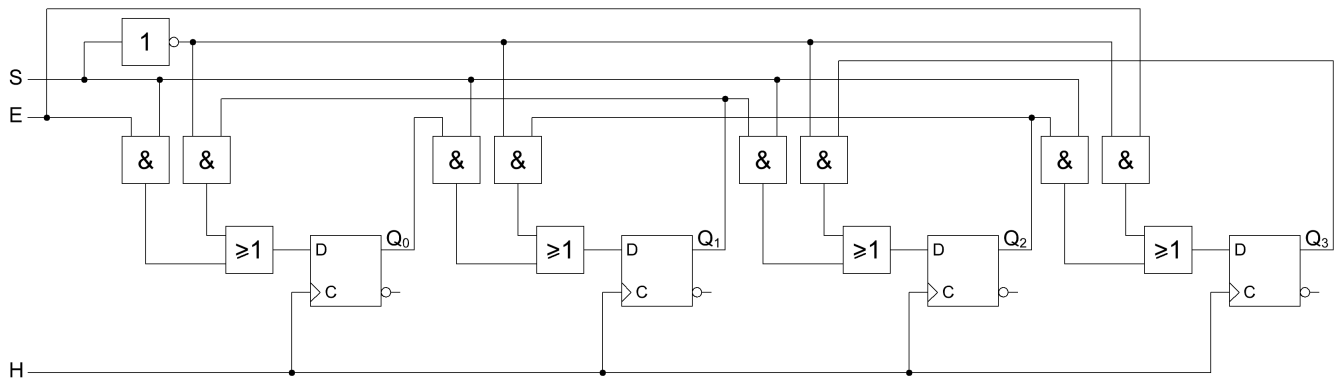 1
S
E
& & & & & & & &
Q₀ Q₁ Q₂ Q₃
⩾1 D ⩾1 D ⩾1 D ⩾1 D
C C C C
H